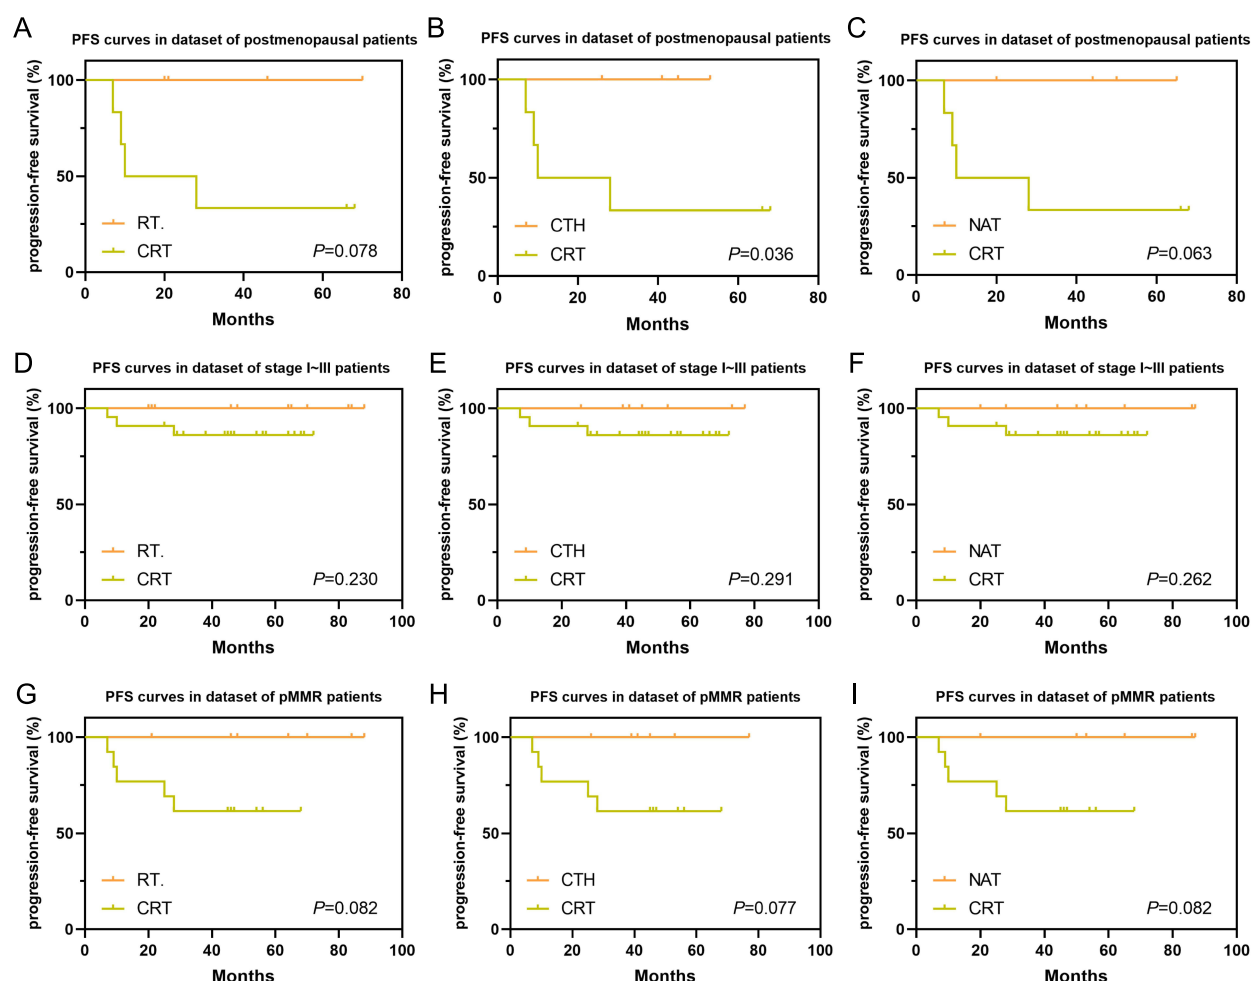 A
PFS curves in dataset of postmenopausal patients
progression-free survival (%)
100
50
0
RT.
CRT
P=0.078
0 20 40 60 80
Months
B
PFS curves in dataset of postmenopausal patients
progression-free survival (%)
100
50
0
CTH
CRT
P=0.036
0 20 40 60 80
Months
C
PFS curves in dataset of postmenopausal patients
progression-free survival (%)
100
50
0
NAT
CRT
P=0.063
0 20 40 60 80
Months
D
PFS curves in dataset of stage I~III patients
progression-free survival (%)
100
50
0
RT.
CRT
P=0.230
0 20 40 60 80 100
Months
E
PFS curves in dataset of stage I~III patients
progression-free survival (%)
100
50
0
CTH
CRT
P=0.291
0 20 40 60 80 100
Months
F
PFS curves in dataset of stage I~III patients
progression-free survival (%)
100
50
0
NAT
CRT
P=0.262
0 20 40 60 80 100
Months
G
PFS curves in dataset of pMMR patients
progression-free survival (%)
100
50
0
RT.
CRT
P=0.082
0 20 40 60 80 100
Months
H
PFS curves in dataset of pMMR patients
progression-free survival (%)
100
50
0
CTH
CRT
P=0.077
0 20 40 60 80 100
Months
I
PFS curves in dataset of pMMR patients
progression-free survival (%)
100
50
0
NAT
CRT
P=0.082
0 20 40 60 80 100
Months